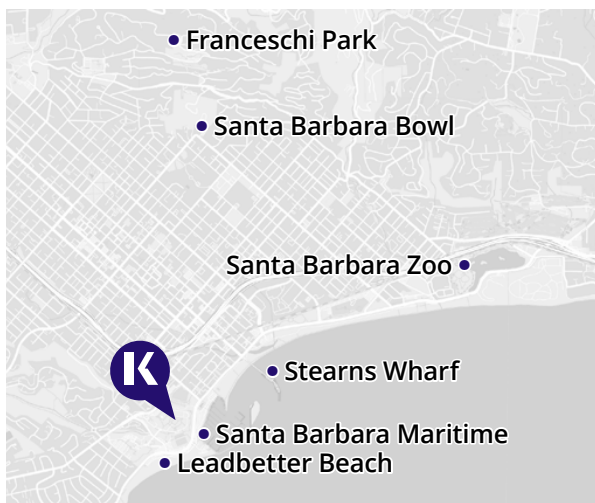 Franceschi Park
Santa Barbara Bowl
Santa Barbara Zoo
K
Stearns Wharf
Santa Barbara Maritime
Leadbetter Beach